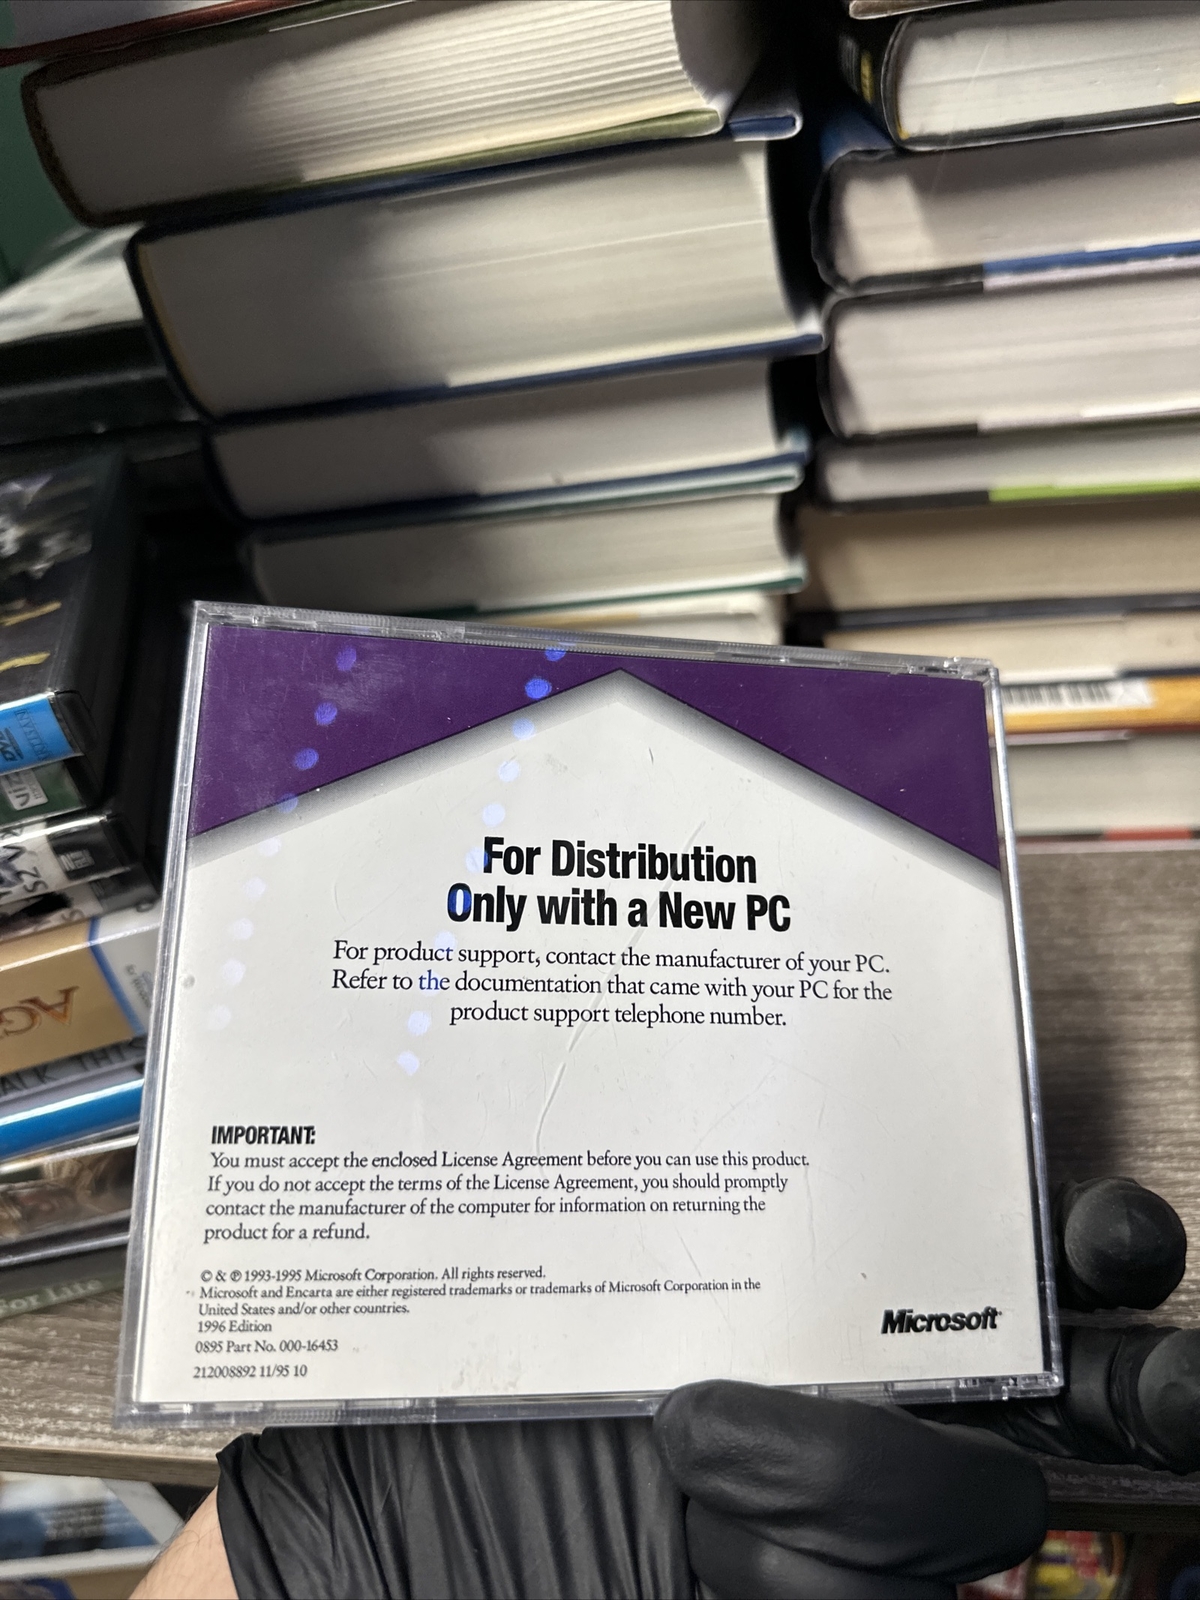 For Distribution
Only with a New PC
For product support, contact the manufacturer of your PC.
Refer to the documentation that came with your PC for the
product support telephone number.
IMPORTANT:
You must accept the enclosed License Agreement before you can use this product.
If you do not accept the terms of the License Agreement, you should promptly
contact the manufacturer of the computer for information on returning the
product for a refund.
© & ℗ 1993-1995 Microsoft Corporation. All rights reserved.
Microsoft and Encarta are either registered trademarks or trademarks of Microsoft Corporation in the
United States and/or other countries.
1996 Edition
0895 Part No. 000-16453
212008892 11/95 10
Microsoft
DVD